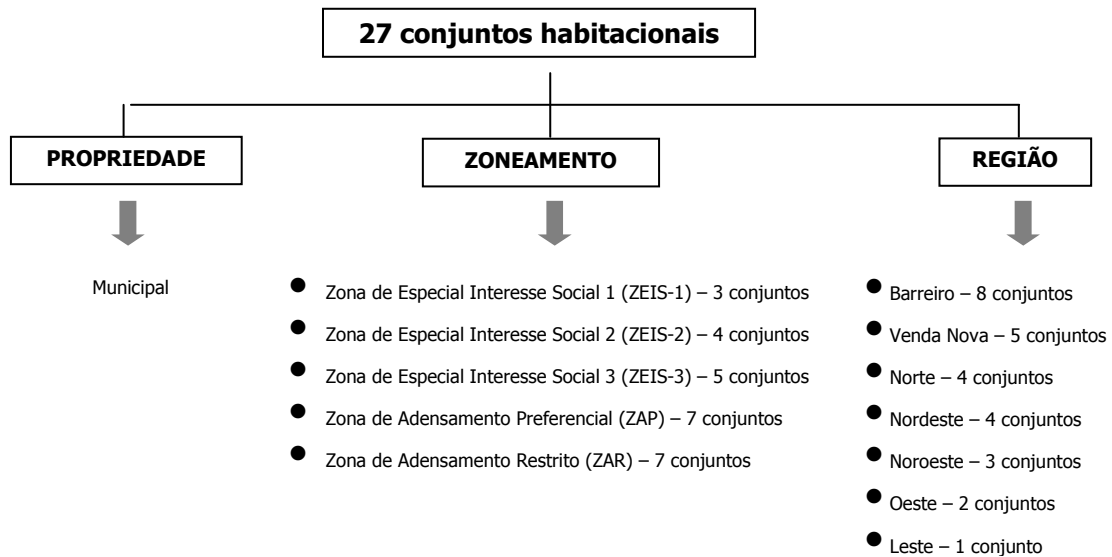 27 conjuntos habitacionais
PROPRIEDADE
Municipal
ZONEAMENTO
● Zona de Especial Interesse Social 1 (ZEIS-1) – 3 conjuntos
● Zona de Especial Interesse Social 2 (ZEIS-2) – 4 conjuntos
● Zona de Especial Interesse Social 3 (ZEIS-3) – 5 conjuntos
● Zona de Adensamento Preferencial (ZAP) – 7 conjuntos
● Zona de Adensamento Restrito (ZAR) – 7 conjuntos
REGIÃO
● Barreiro – 8 conjuntos
● Venda Nova – 5 conjuntos
● Norte – 4 conjuntos
● Nordeste – 4 conjuntos
● Noroeste – 3 conjuntos
● Oeste – 2 conjuntos
● Leste – 1 conjunto